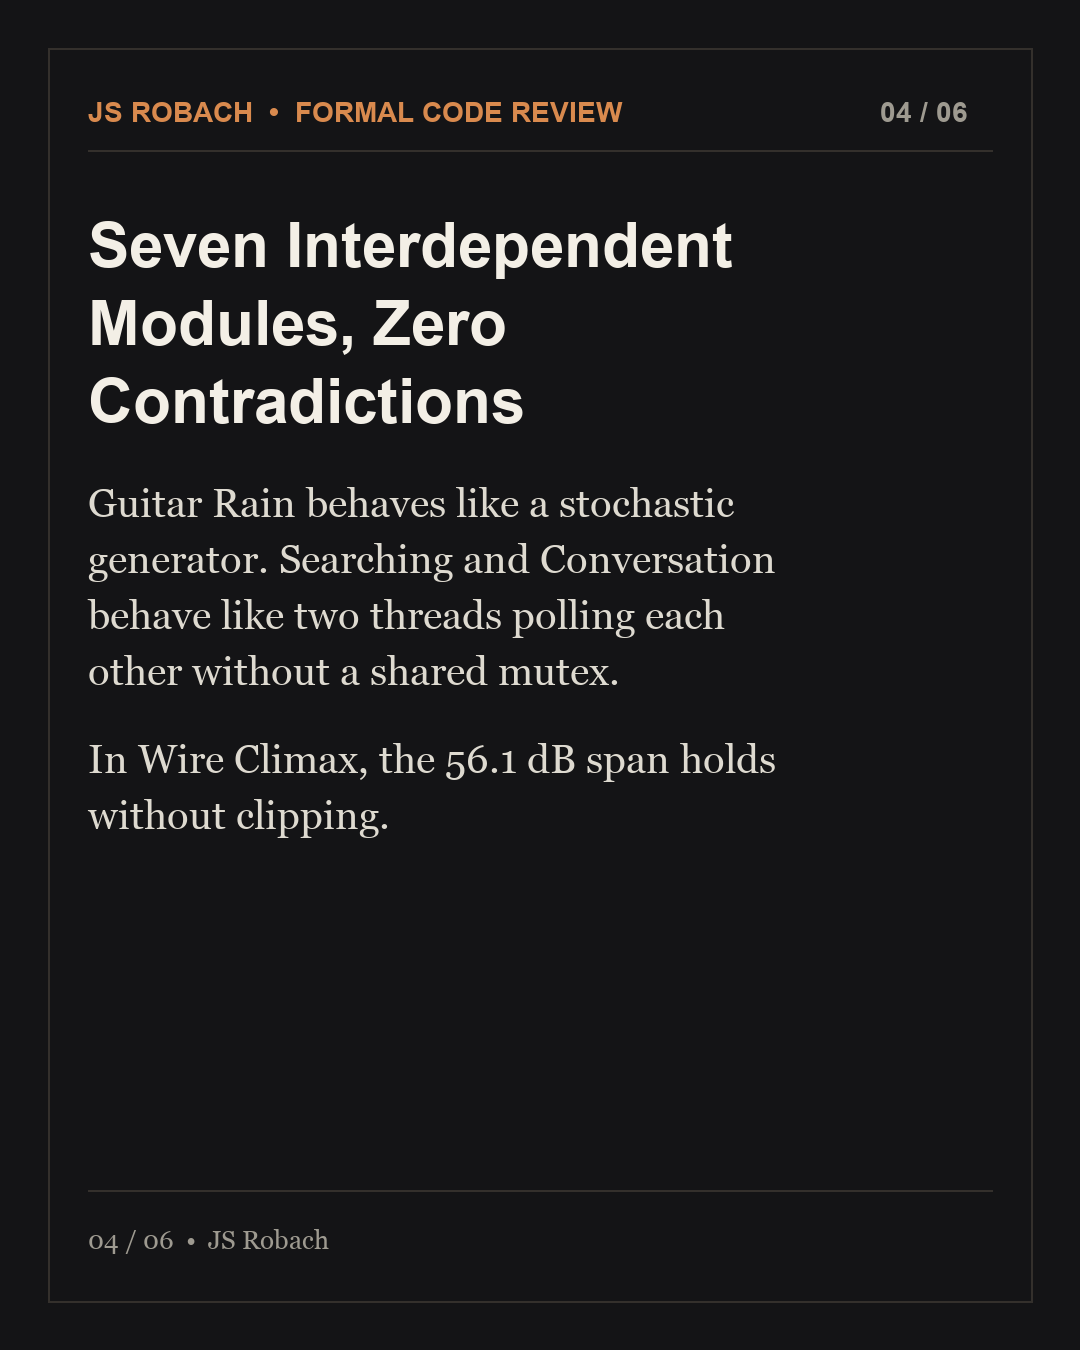 JS ROBACH • FORMAL CODE REVIEW 04 / 06
Seven Interdependent
Modules, Zero
Contradictions
Guitar Rain behaves like a stochastic
generator. Searching and Conversation
behave like two threads polling each
other without a shared mutex.
In Wire Climax, the 56.1 dB span holds
without clipping.
04 / 06 • JS Robach